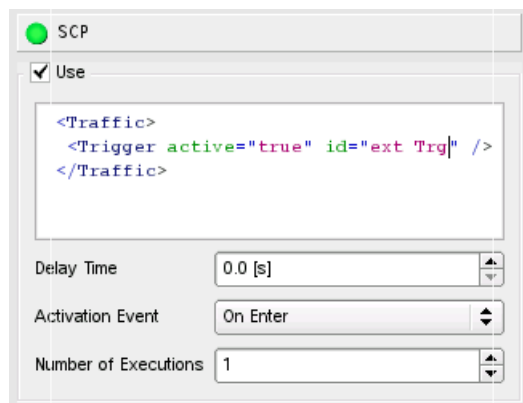 SCP
Use
<Traffic>
<Trigger active="true" id="ext Trg" />
</Traffic>
Delay Time 0.0 [s]
Activation Event On Enter
Number of Executions 1